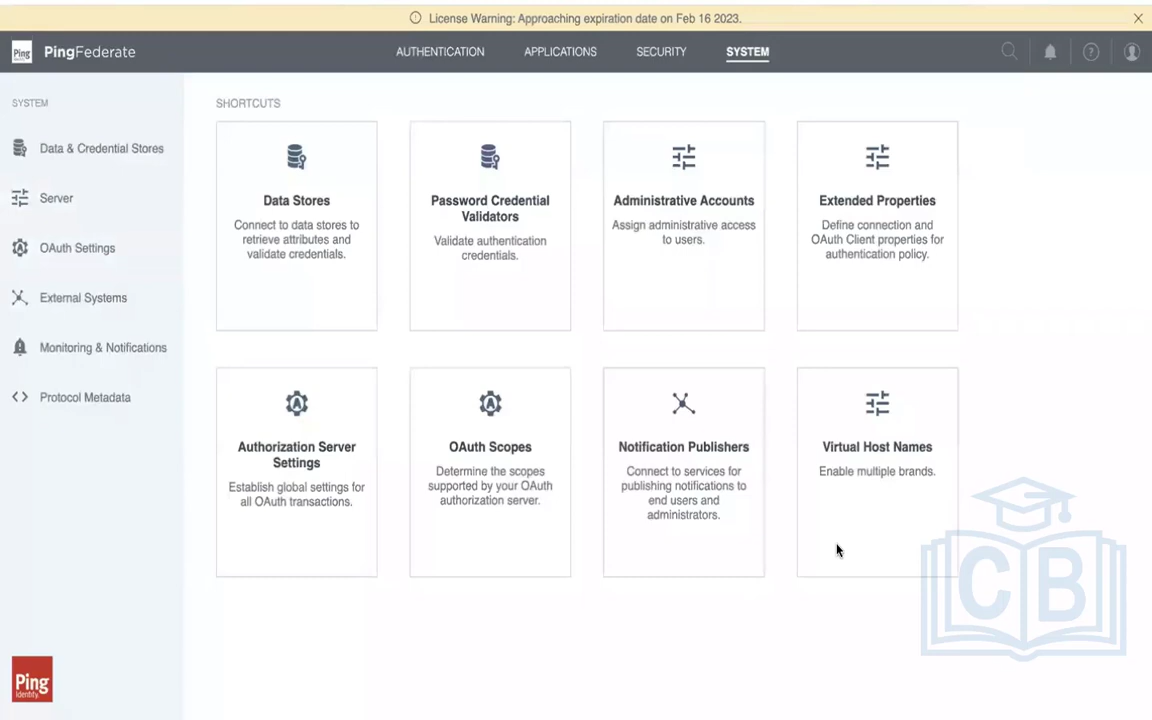 License Warning: Approaching expiration date on Feb 16 2023.
Ping
PingFederate
AUTHENTICATION
APPLICATIONS
SECURITY
SYSTEM
SYSTEM
Data & Credential Stores
Server
OAuth Settings
External Systems
Monitoring & Notifications
Protocol Metadata
SHORTCUTS
Data Stores
Connect to data stores to
retrieve attributes and
validate credentials.
Password Credential
Validators
Validate authentication
credentials.
Administrative Accounts
Assign administrative access
to users.
Extended Properties
Define connection and
OAuth Client properties for
authentication policy.
Authorization Server
Settings
Establish global settings for
all OAuth transactions.
OAuth Scopes
Determine the scopes
supported by your OAuth
authorization server.
Notification Publishers
Connect to services for
publishing notifications to
end users and
administrators.
Virtual Host Names
Enable multiple brands.
CB
Ping
Identity